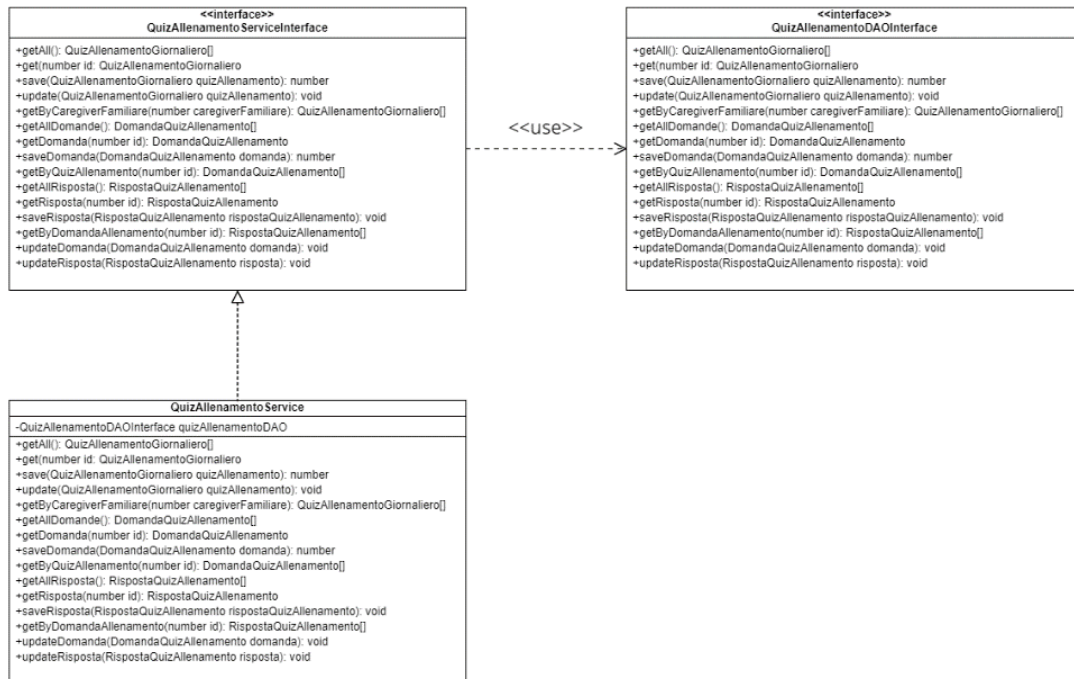 <<interface>>
QuizAllenamentoServiceInterface
+getAll(): QuizAllenamentoGiornaliero[]
+get(number id: QuizAllenamentoGiornaliero
+save(QuizAllenamentoGiornaliero quizAllenamento): number
+update(QuizAllenamentoGiornaliero quizAllenamento): void
+getByCaregiverFamiliare(number caregiverFamiliare): QuizAllenamentoGiornaliero[]
+getAllDomande(): DomandaQuizAllenamento[]
+getDomanda(number id): DomandaQuizAllenamento
+saveDomanda(DomandaQuizAllenamento domanda): number
+getByQuizAllenamento(number id): DomandaQuizAllenamento[]
+getAllRisposta(): RispostaQuizAllenamento[]
+getRisposta(number id): RispostaQuizAllenamento
+saveRisposta(RispostaQuizAllenamento rispostaQuizAllenamento): void
+getByDomandaAllenamento(number id): RispostaQuizAllenamento[]
+updateDomanda(DomandaQuizAllenamento domanda): void
+updateRisposta(RispostaQuizAllenamento risposta): void
<<use>>
<<interface>>
QuizAllenamentoDAOInterface
+getAll(): QuizAllenamentoGiornaliero[]
+get(number id: QuizAllenamentoGiornaliero
+save(QuizAllenamentoGiornaliero quizAllenamento): number
+update(QuizAllenamentoGiornaliero quizAllenamento): void
+getByCaregiverFamiliare(number caregiverFamiliare): QuizAllenamentoGiornaliero[]
+getAllDomande(): DomandaQuizAllenamento[]
+getDomanda(number id): DomandaQuizAllenamento
+saveDomanda(DomandaQuizAllenamento domanda): number
+getByQuizAllenamento(number id): DomandaQuizAllenamento[]
+getAllRisposta(): RispostaQuizAllenamento[]
+getRisposta(number id): RispostaQuizAllenamento
+saveRisposta(RispostaQuizAllenamento rispostaQuizAllenamento): void
+getByDomandaAllenamento(number id): RispostaQuizAllenamento[]
+updateDomanda(DomandaQuizAllenamento domanda): void
+updateRisposta(RispostaQuizAllenamento risposta): void
QuizAllenamentoService
-QuizAllenamentoDAOInterface quizAllenamentoDAO
+getAll(): QuizAllenamentoGiornaliero[]
+get(number id: QuizAllenamentoGiornaliero
+save(QuizAllenamentoGiornaliero quizAllenamento): number
+update(QuizAllenamentoGiornaliero quizAllenamento): void
+getByCaregiverFamiliare(number caregiverFamiliare): QuizAllenamentoGiornaliero[]
+getAllDomande(): DomandaQuizAllenamento[]
+getDomanda(number id): DomandaQuizAllenamento
+saveDomanda(DomandaQuizAllenamento domanda): number
+getByQuizAllenamento(number id): DomandaQuizAllenamento[]
+getAllRisposta(): RispostaQuizAllenamento[]
+getRisposta(number id): RispostaQuizAllenamento
+saveRisposta(RispostaQuizAllenamento rispostaQuizAllenamento): void
+getByDomandaAllenamento(number id): RispostaQuizAllenamento[]
+updateDomanda(DomandaQuizAllenamento domanda): void
+updateRisposta(RispostaQuizAllenamento risposta): void